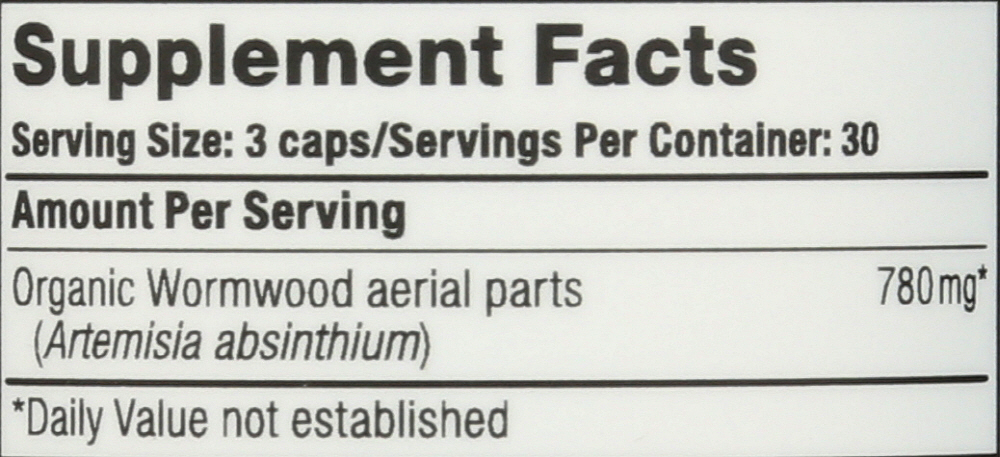 Supplement Facts
Serving Size: 3 caps/Servings Per Container: 30
Amount Per Serving
Organic Wormwood aerial parts 780mg*
(Artemisia absinthium)
*Daily Value not established